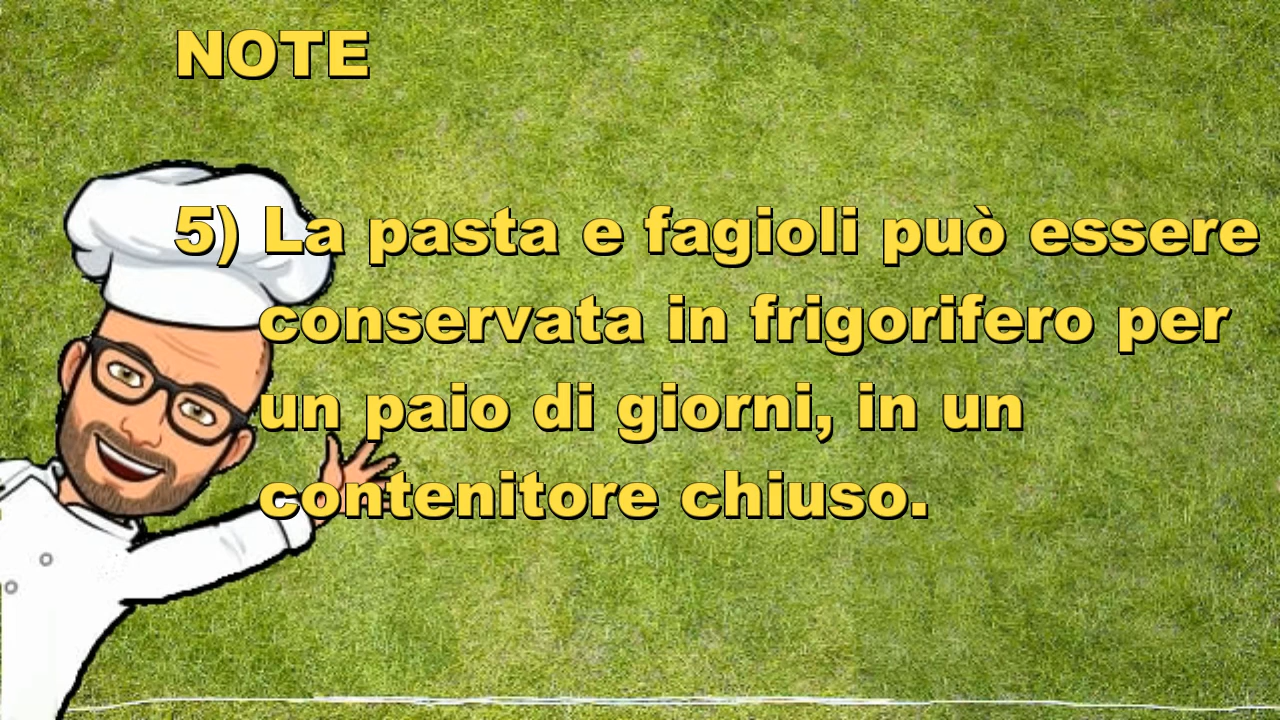 NOTE
5) La pasta e fagioli può essere
conservata in frigorifero per
un paio di giorni, in un
contenitore chiuso.